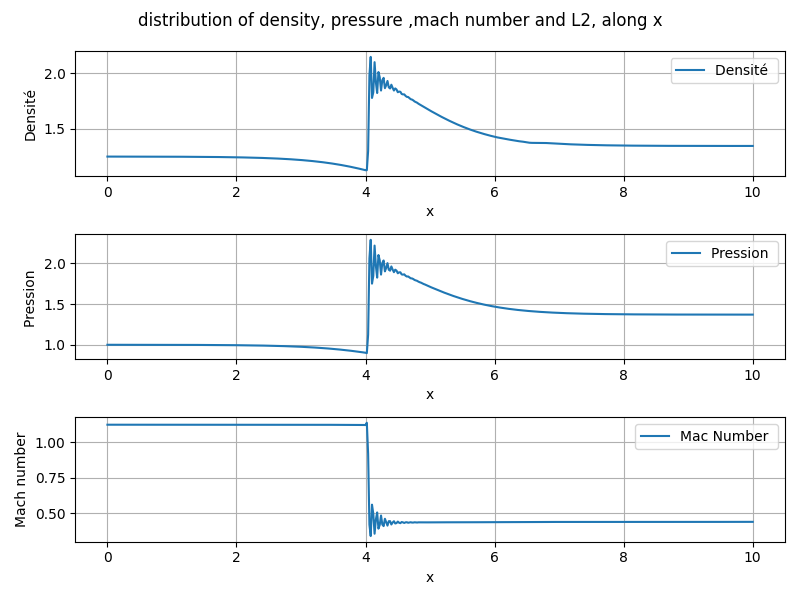 distribution of density, pressure ,mach number and L2, along x
Densité
2.0
1.5
Densité
0 2 4 6 8 10
x
Pression
2.0
1.5
1.0
Pression
0 2 4 6 8 10
x
Mach number
1.00
0.75
0.50
Mac Number
0 2 4 6 8 10
x